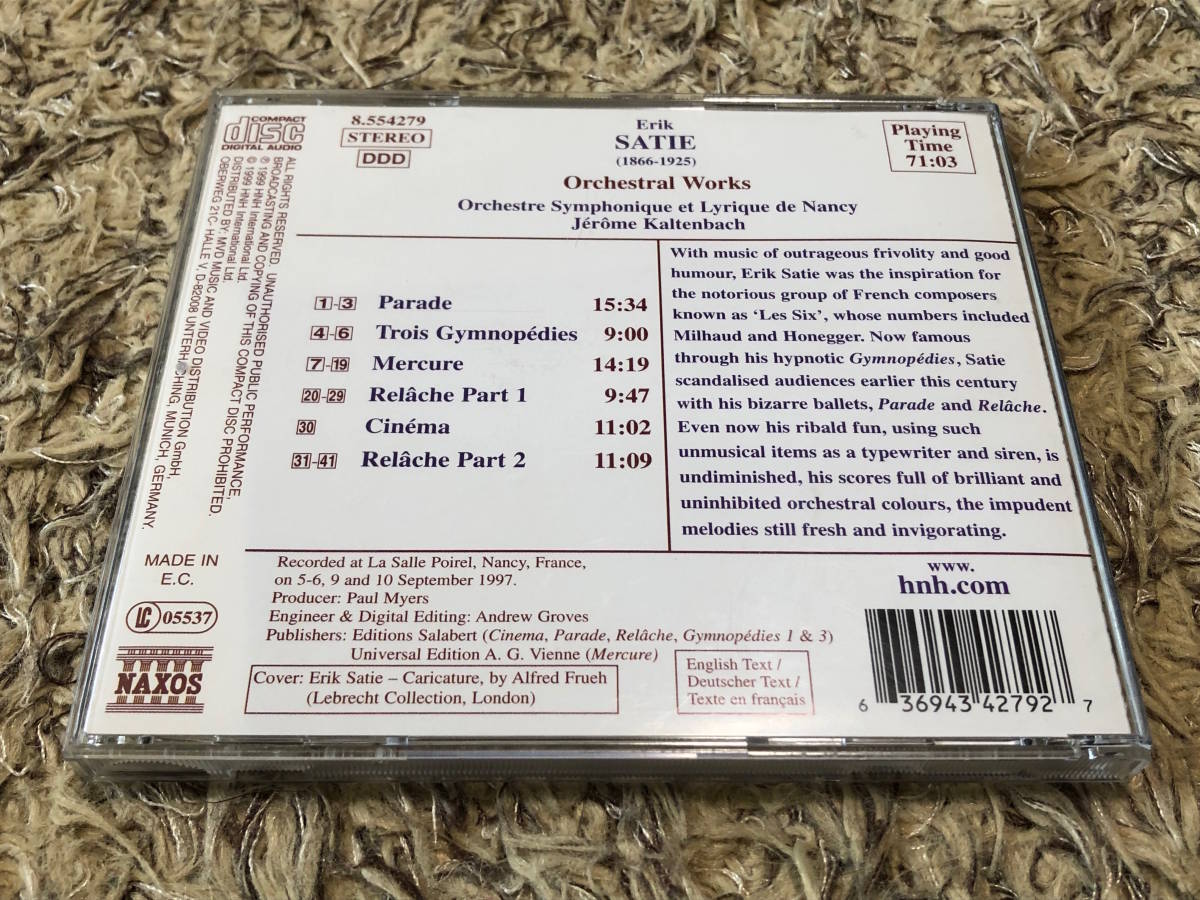 COMPACT
disc
DIGITAL AUDIO
8.554279
STEREO
DDD
Erik
SATIE
(1866-1925)
Orchestral Works
Orchestre Symphonique et Lyrique de Nancy
Jérôme Kaltenbach
Playing
Time
71:03
ALL RIGHTS RESERVED. UNAUTHORISED PUBLIC PERFORMANCE,
BROADCASTING AND COPYING OF THIS COMPACT DISC PROHIBITED.
℗ 1999 HNH International Ltd.
© 1999 HNH International Ltd.
DISTRIBUTED BY: MVD MUSIC AND VIDEO DISTRIBUTION GmbH,
OBERWEG 21C- HALLE V, D-82008 UNTERHACHING, MUNICH, GERMANY.
1-3 Parade 15:34
4-6 Trois Gymnopédies 9:00
7-19 Mercure 14:19
20-29 Relâche Part 1 9:47
30 Cinéma 11:02
31-41 Relâche Part 2 11:09
With music of outrageous frivolity and good
humour, Erik Satie was the inspiration for
the notorious group of French composers
known as ‘Les Six’, whose numbers included
Milhaud and Honegger. Now famous
through his hypnotic Gymnopédies, Satie
scandalised audiences earlier this century
with his bizarre ballets, Parade and Relâche.
Even now his ribald fun, using such
unmusical items as a typewriter and siren, is
undiminished, his scores full of brilliant and
uninhibited orchestral colours, the impudent
melodies still fresh and invigorating.
MADE IN
E.C.
LC 05537
NAXOS
Recorded at La Salle Poirel, Nancy, France,
on 5-6, 9 and 10 September 1997.
Producer: Paul Myers
Engineer & Digital Editing: Andrew Groves
Publishers: Editions Salabert (Cinema, Parade, Relâche, Gymnopédies 1 & 3)
Universal Edition A. G. Vienne (Mercure)
Cover: Erik Satie – Caricature, by Alfred Frueh
(Lebrecht Collection, London)
English Text /
Deutscher Text /
Texte en français
www.
hnh.com
6 36943 42792 7